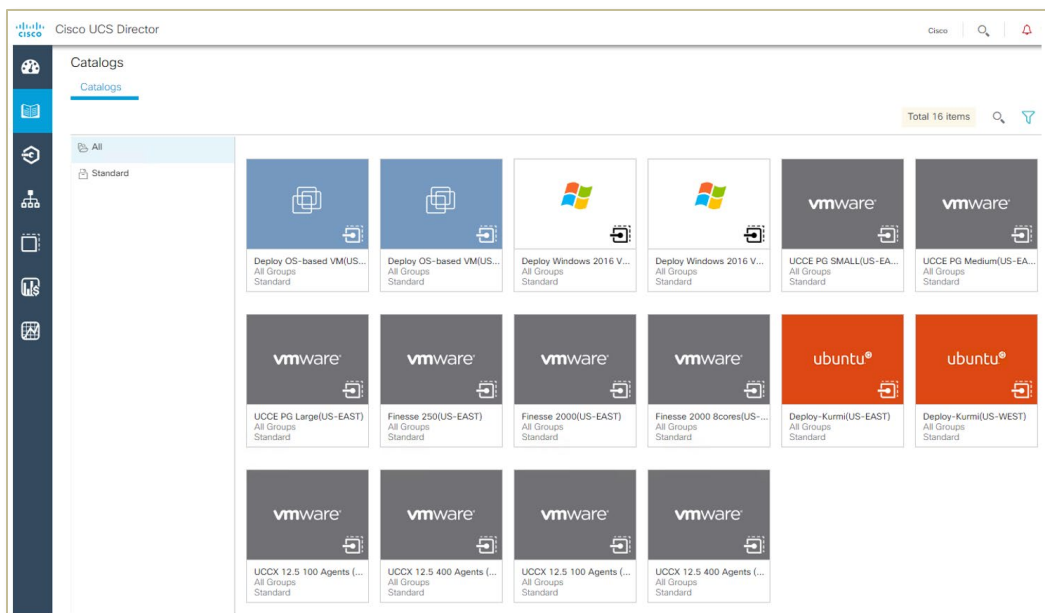 CISCO
Cisco UCS Director
Cisco
Catalogs
Catalogs
Total 16 items
All
Standard
Deploy OS-based VM(US...
All Groups
Standard
Deploy OS-based VM(US...
All Groups
Standard
Deploy Windows 2016 V...
All Groups
Standard
Deploy Windows 2016 V...
All Groups
Standard
vmware®
UCCE PG SMALL(US-EA...
All Groups
Standard
vmware®
UCCE PG Medium(US-EA...
All Groups
Standard
vmware®
UCCE PG Large(US-EAST)
All Groups
Standard
vmware®
Finesse 250(US-EAST)
All Groups
Standard
vmware®
Finesse 2000(US-EAST)
All Groups
Standard
vmware®
Finesse 2000 8cores(US-...
All Groups
Standard
ubuntu®
Deploy-Kurmi(US-EAST)
All Groups
Standard
ubuntu®
Deploy-Kurmi(US-WEST)
All Groups
Standard
vmware®
UCCX 12.5 100 Agents (...
All Groups
Standard
vmware®
UCCX 12.5 400 Agents (...
All Groups
Standard
vmware®
UCCX 12.5 100 Agents (...
All Groups
Standard
vmware®
UCCX 12.5 400 Agents (...
All Groups
Standard